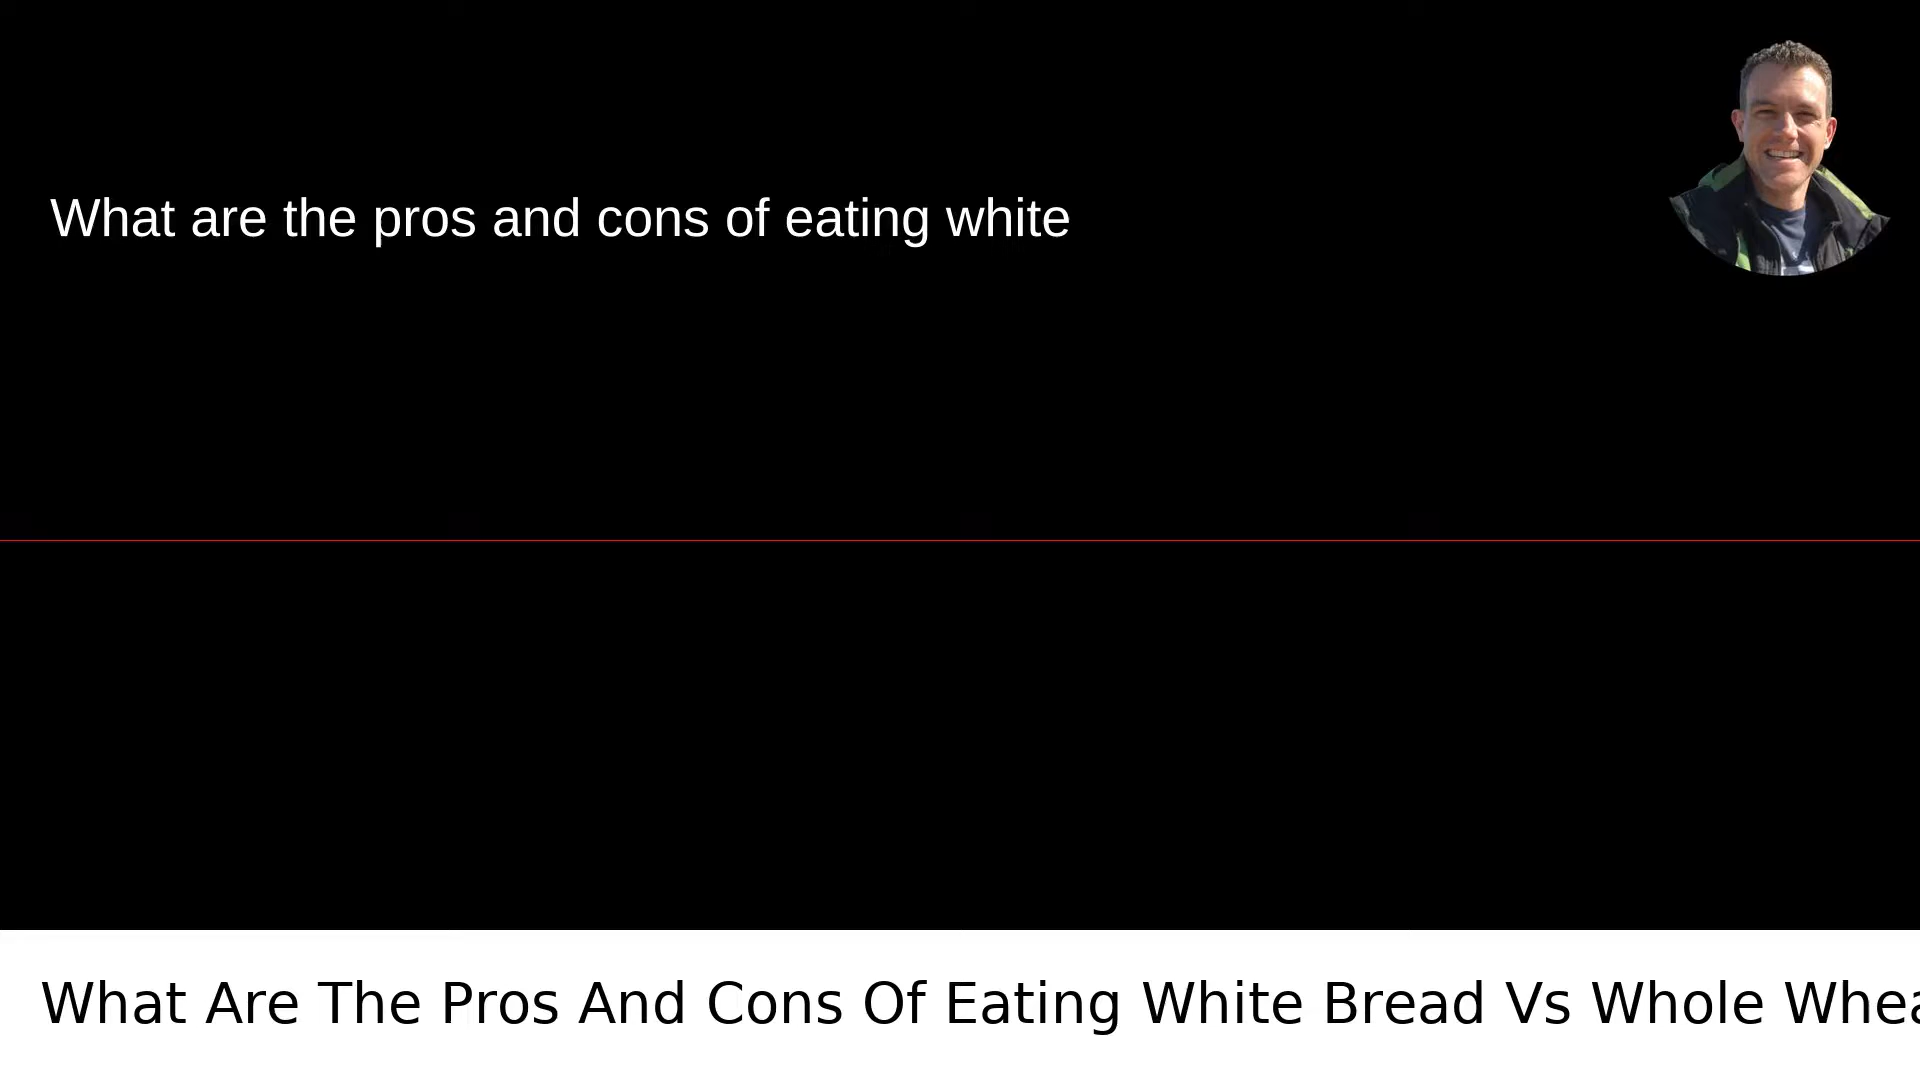 What are the pros and cons of eating white
What Are The Pros And Cons Of Eating White Bread Vs Whole Whea